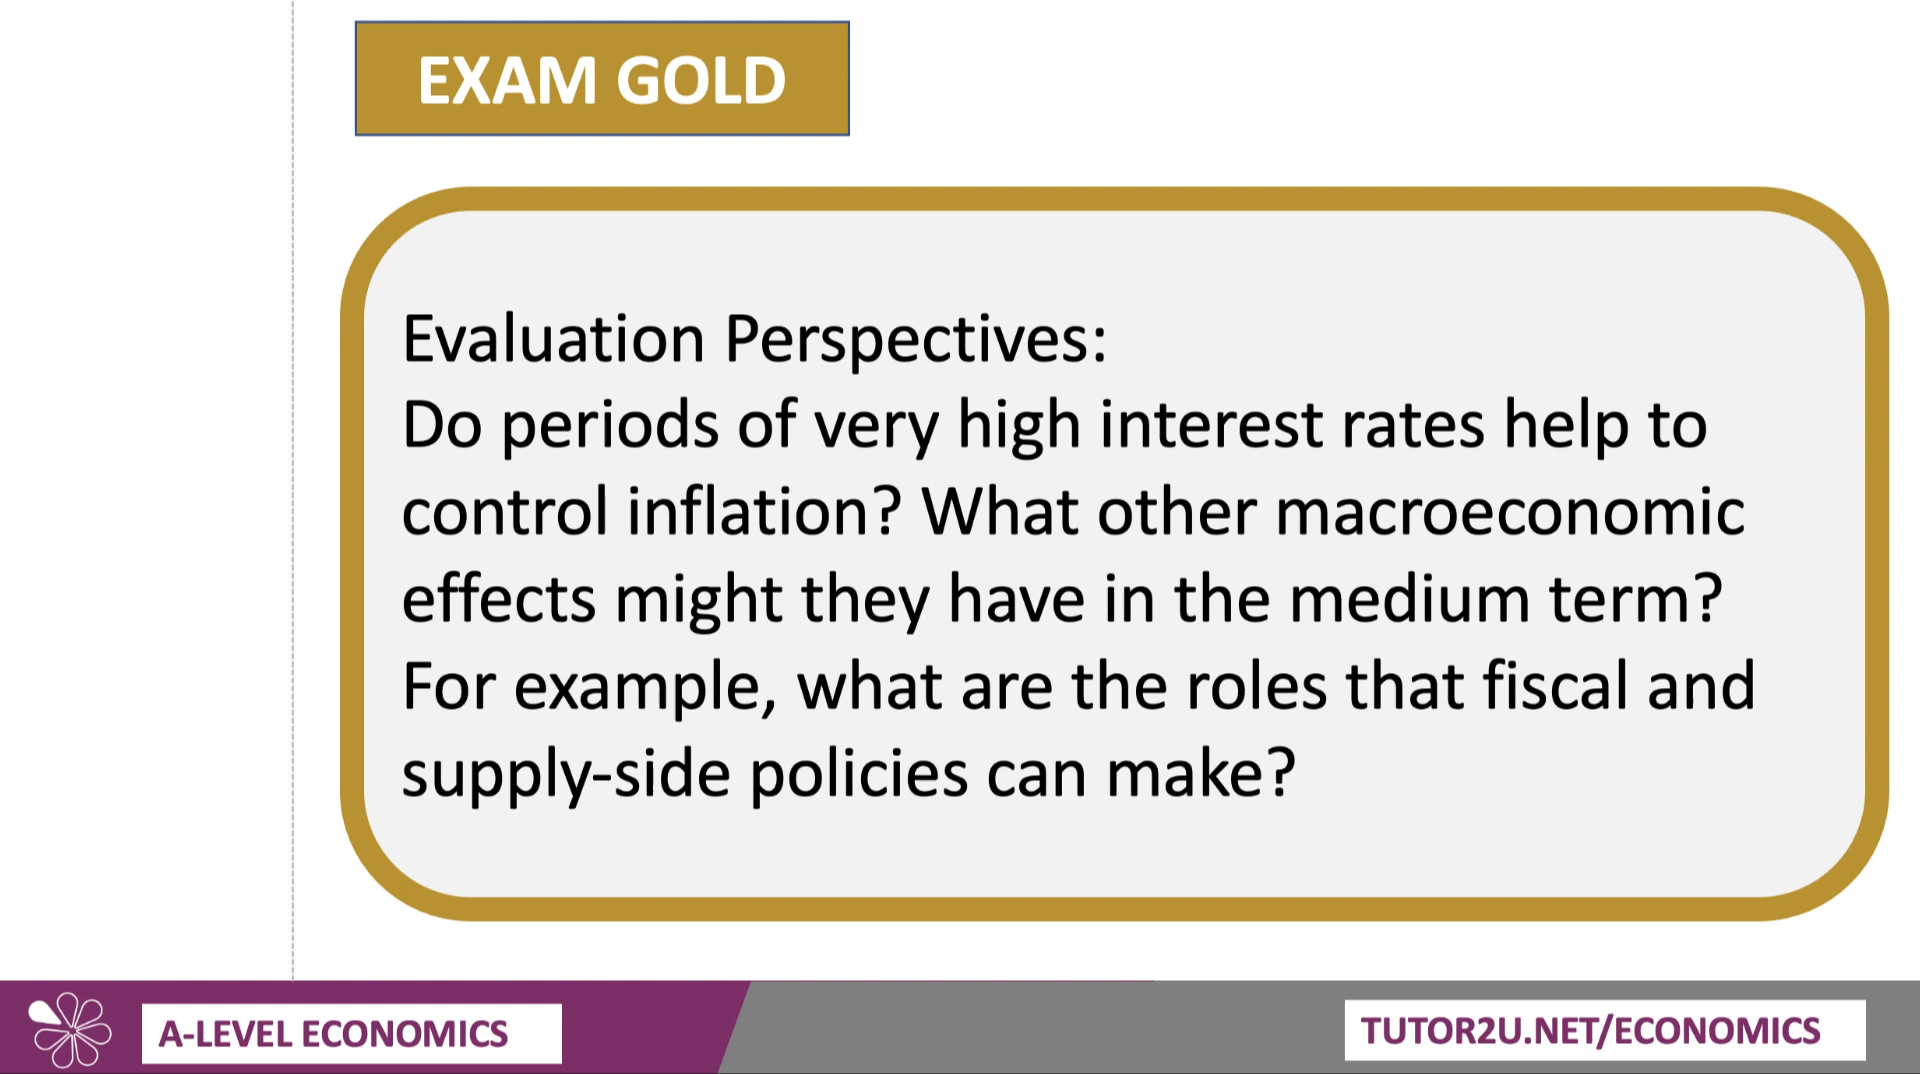 EXAM GOLD
Evaluation Perspectives:
Do periods of very high interest rates help to
control inflation? What other macroeconomic
effects might they have in the medium term?
For example, what are the roles that fiscal and
supply-side policies can make?
A-LEVEL ECONOMICS
TUTOR2U.NET/ECONOMICS